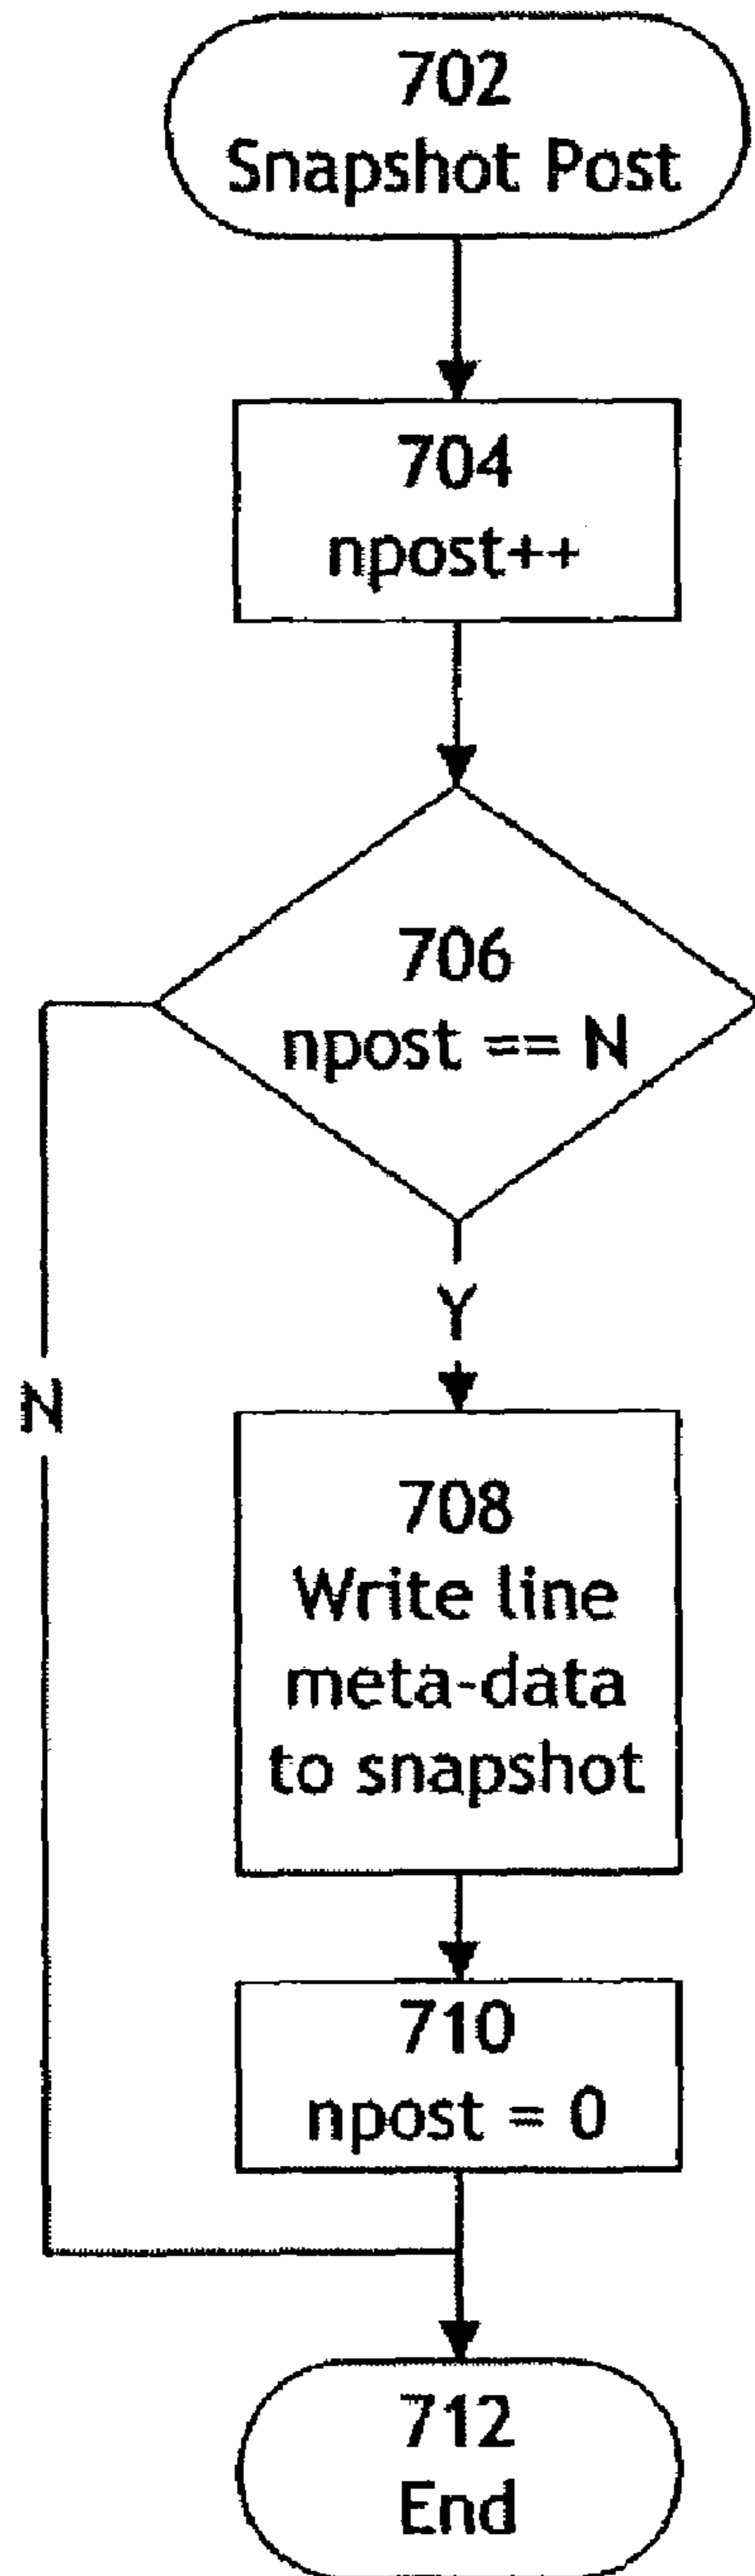 702
Snapshot Post
704
npost++
706
npost == N
Y
N
708
Write line
meta-data
to snapshot
710
npost = 0
712
End